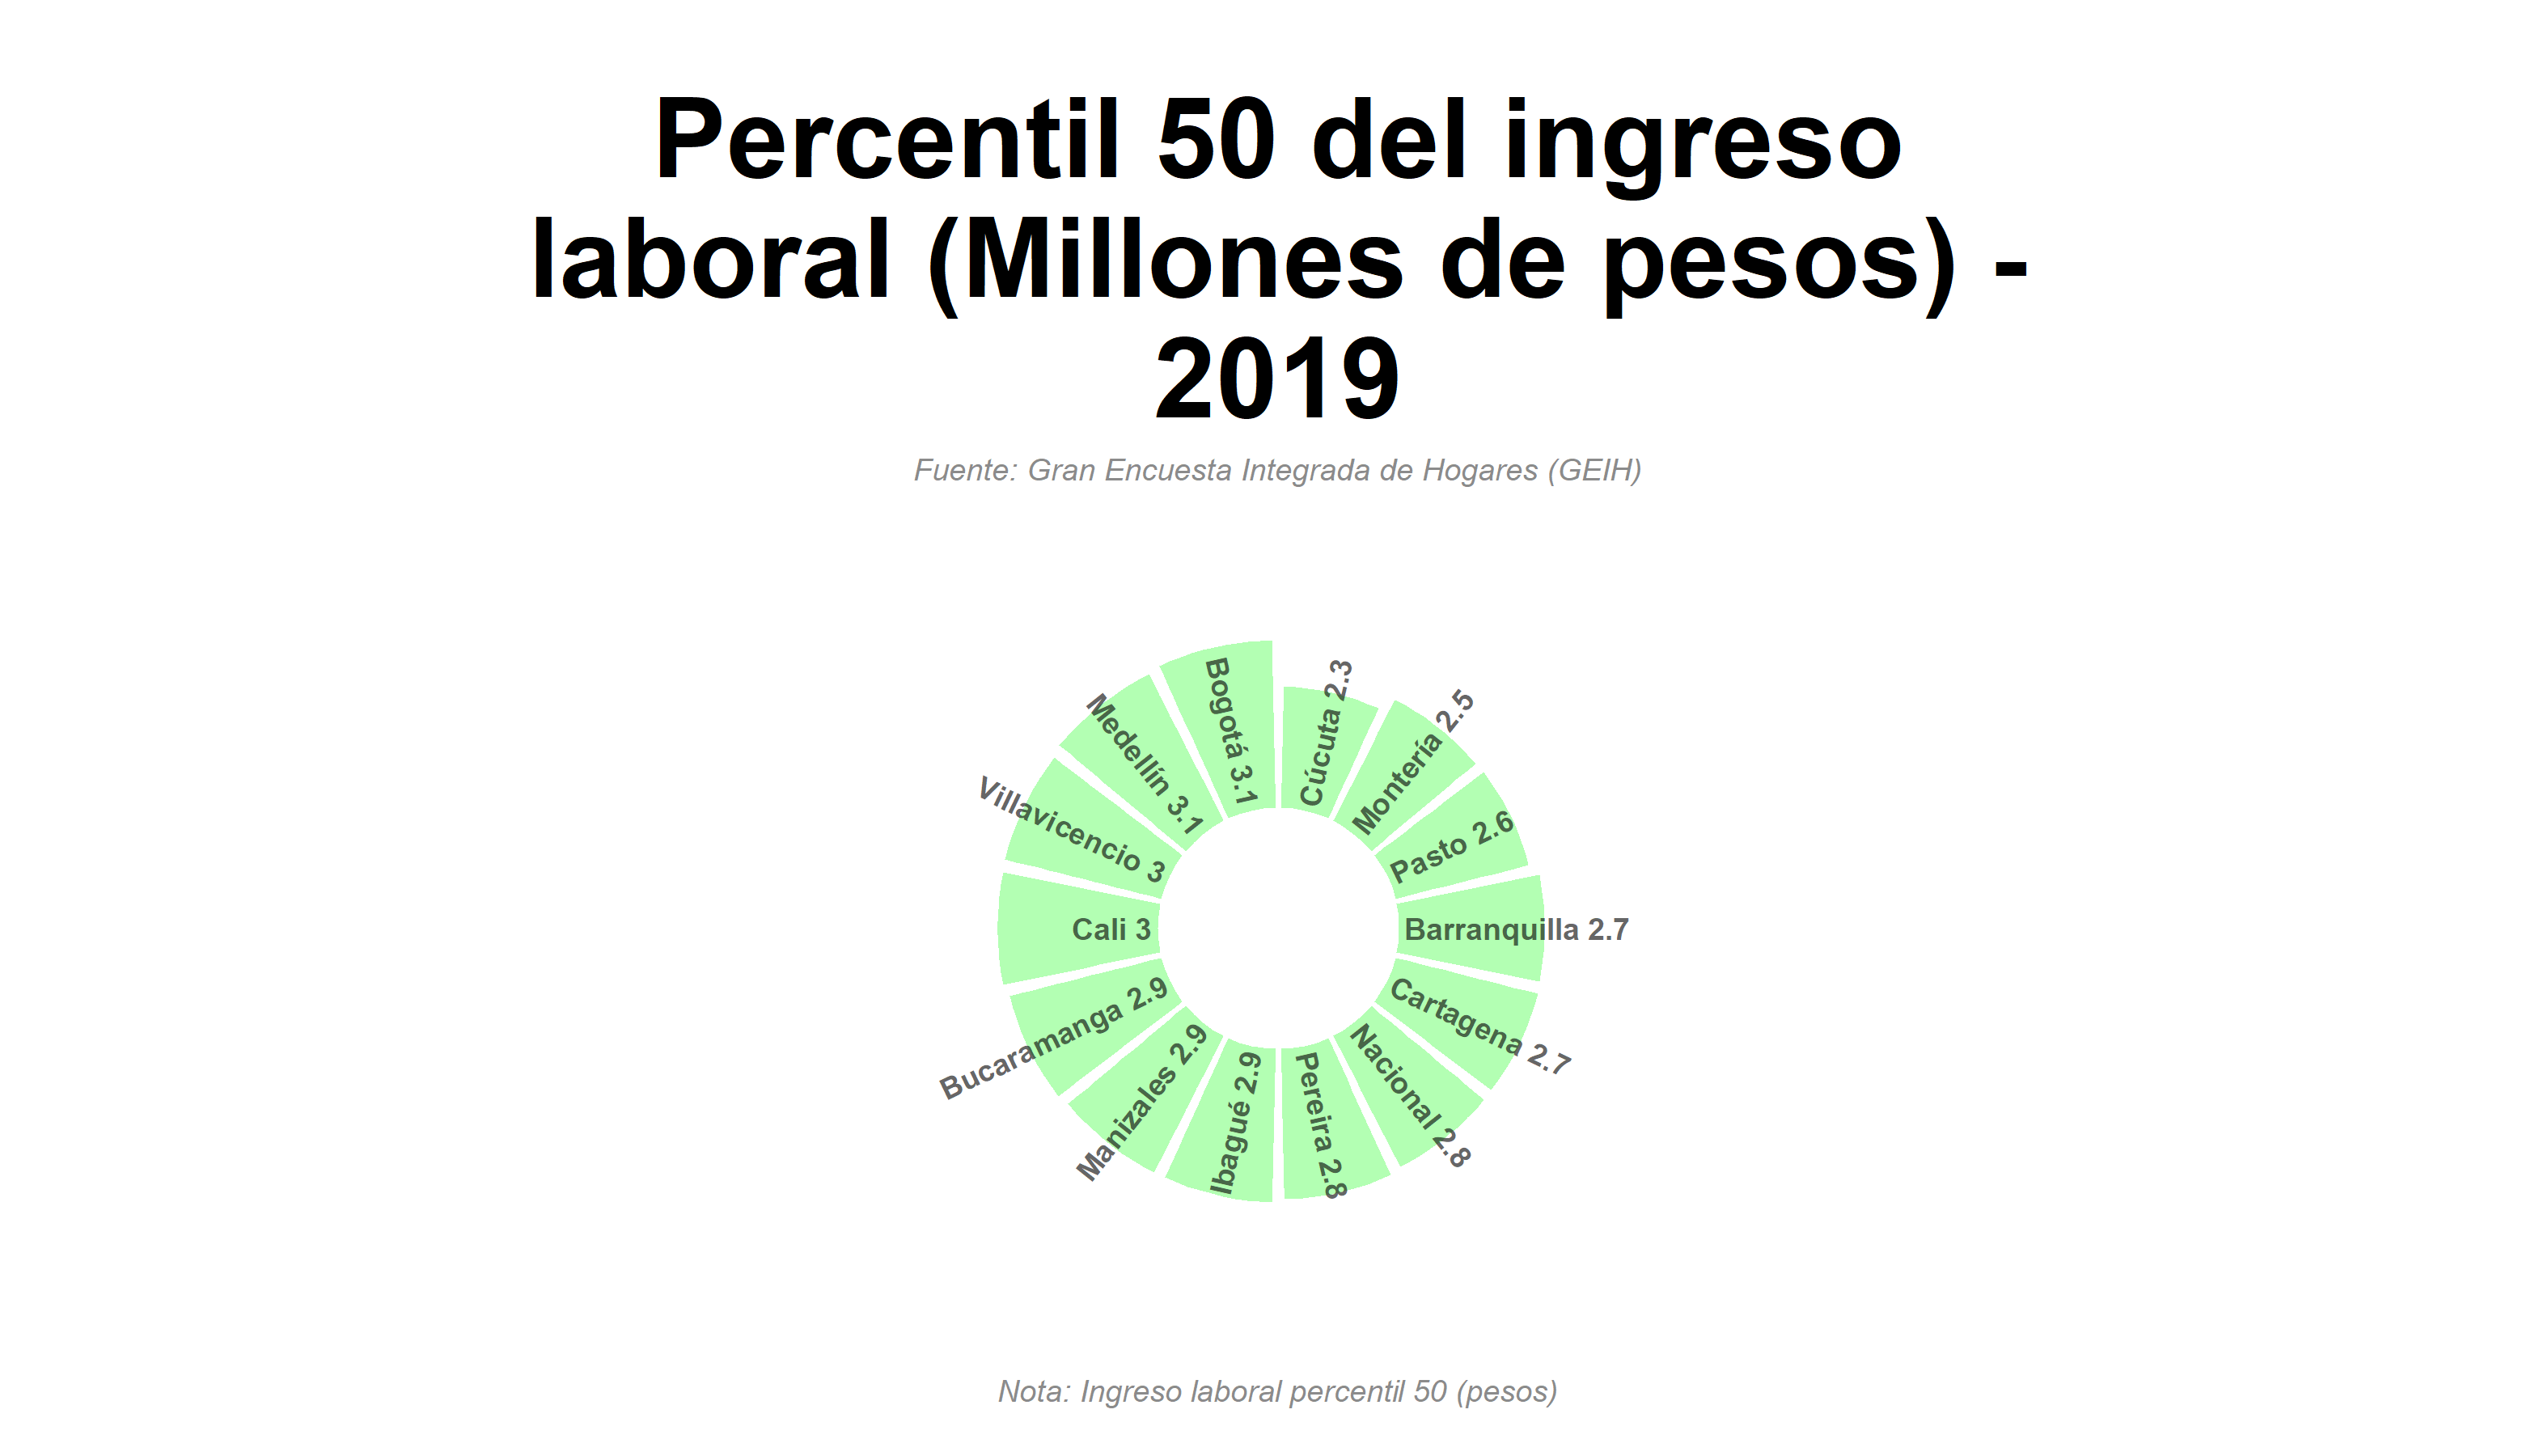 Percentil 50 del ingreso
laboral (Millones de pesos) -
2019
Fuente: Gran Encuesta Integrada de Hogares (GEIH)
Cúcuta 2.3
Montería 2.5
Pasto 2.6
Barranquilla 2.7
Cartagena 2.7
Nacional 2.8
Pereira 2.8
Ibagué 2.9
Manizales 2.9
Bucaramanga 2.9
Cali 3
Villavicencio 3
Medellín 3.1
Bogotá 3.1
Nota: Ingreso laboral percentil 50 (pesos)